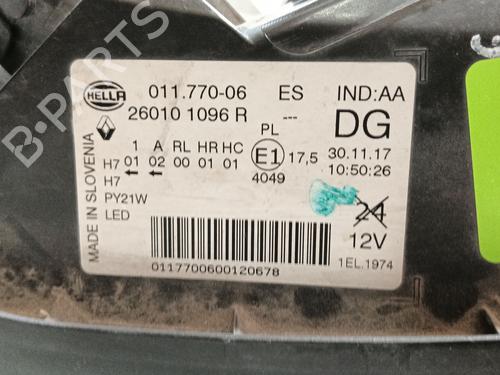 B-PARTS
HELLA 011.770-06 ES IND:AA
26010 1096 R --- DG
PL
1 A RL HR HC
H7 01 02 00 01 01 E1 17,5 30.11.17
H7 4049 10:50:26
PY21W
LED
24
12V
MADE IN SLOVENIA
0117700600120678
1EL.1974